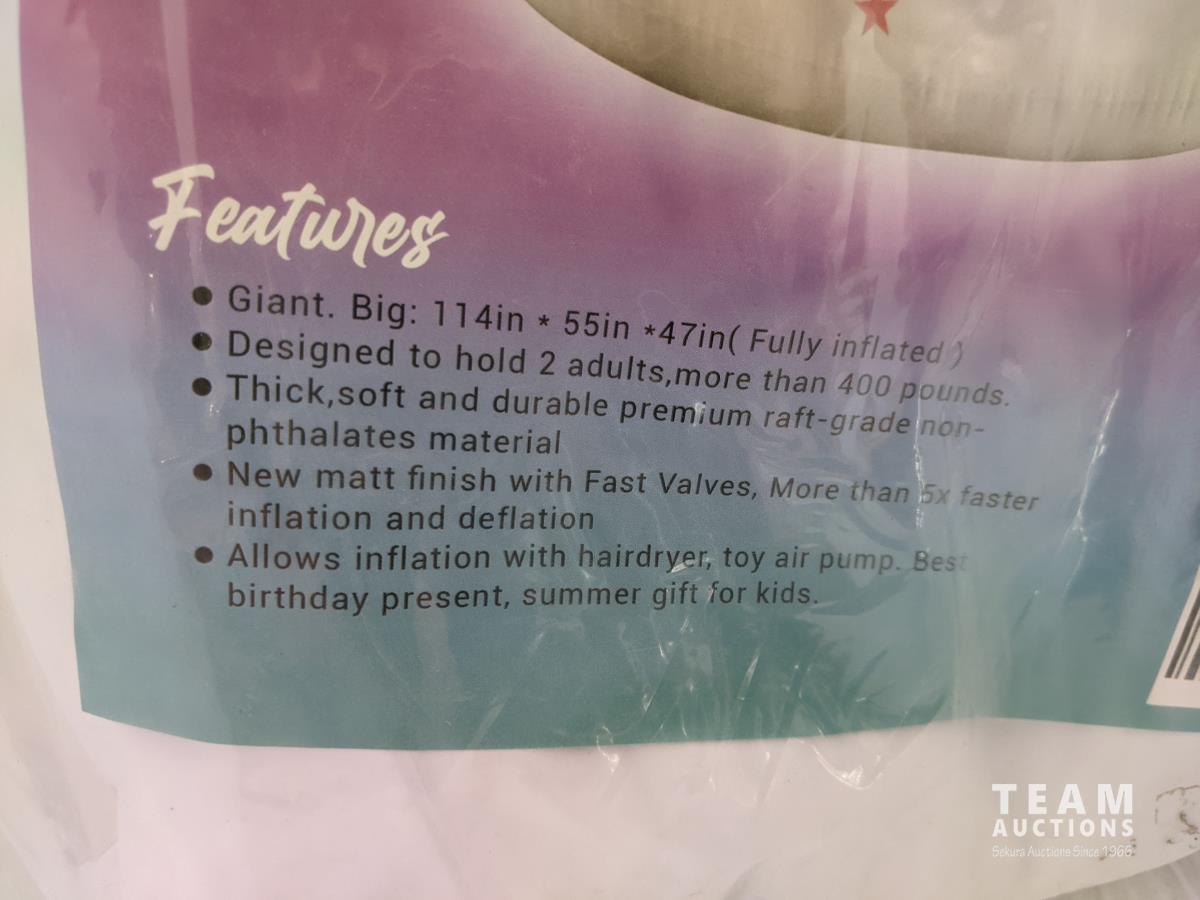 Features
● Giant. Big: 114in * 55in *47in( Fully inflated )
● Designed to hold 2 adults,more than 400 pounds.
● Thick,soft and durable premium raft-grade non-
phthalates material
● New matt finish with Fast Valves, More than 5x faster
inflation and deflation
● Allows inflation with hairdryer, toy air pump. Best
birthday present, summer gift for kids.
TEAM
AUCTIONS
Sekura Auctions Since 1966